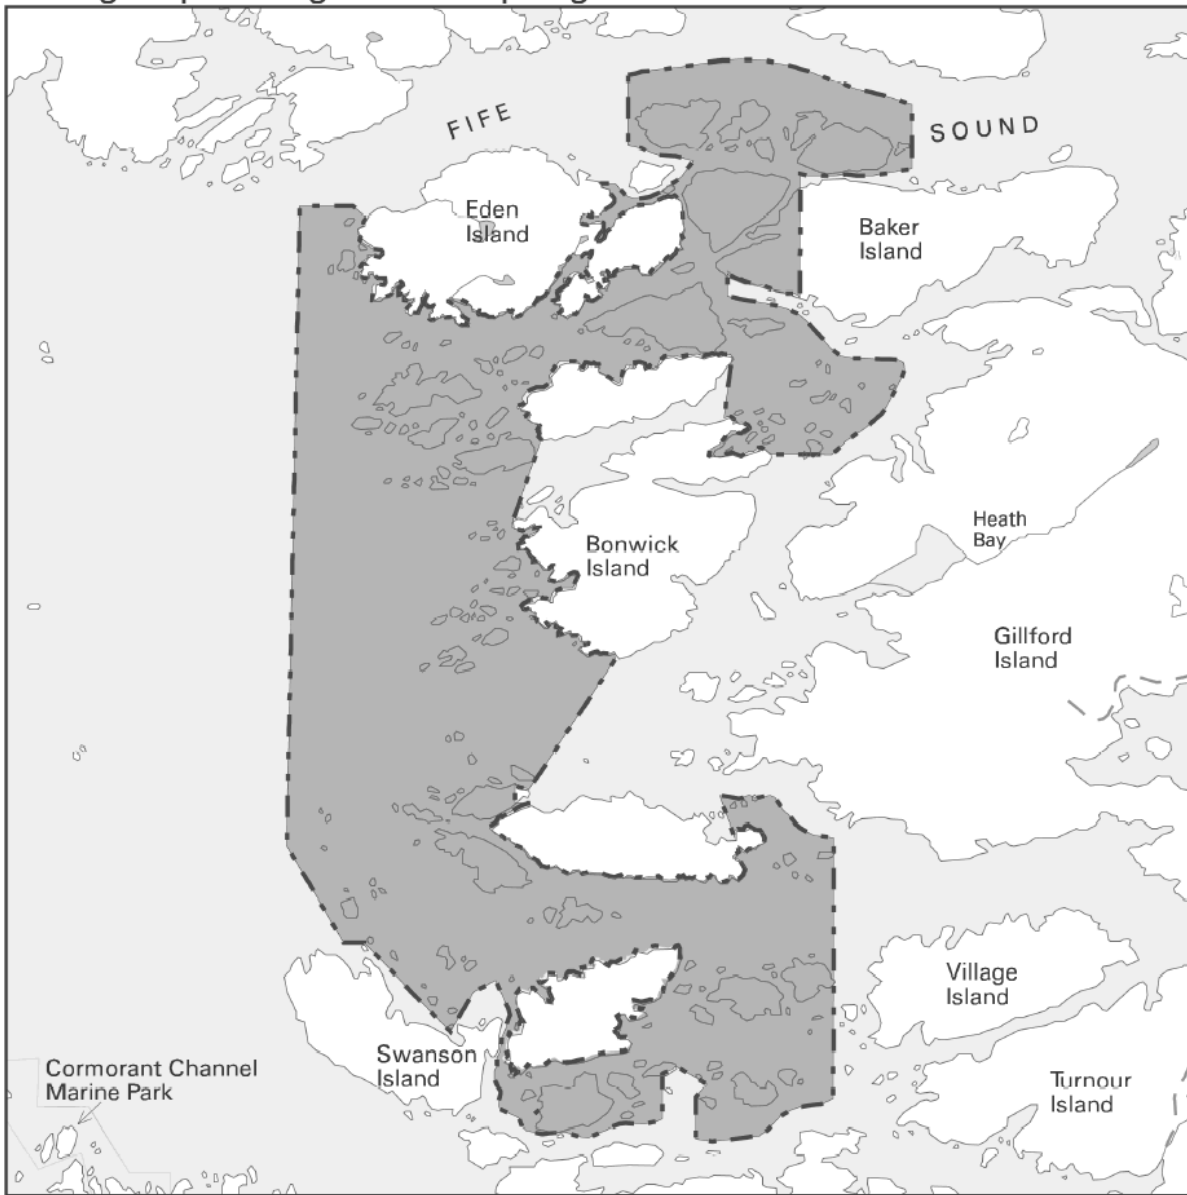 FIFE
SOUND
Eden
Island
Baker
Island
Heath
Bay
Bonwick
Island
Gillford
Island
Village
Island
Swanson
Island
Cormorant Channel
Marine Park
Turnour
Island